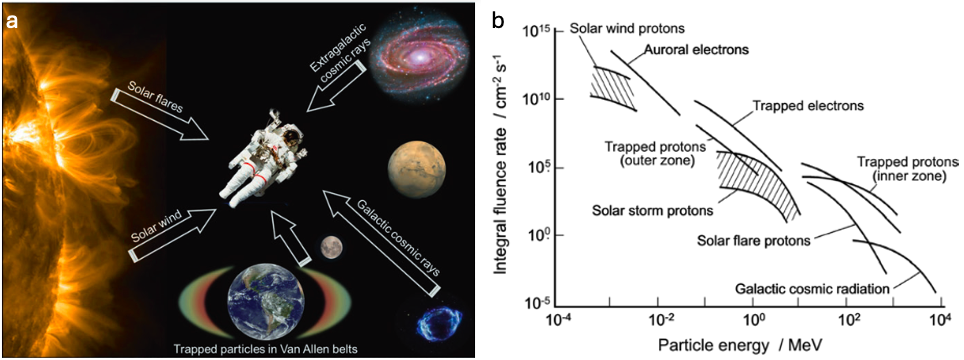 a
Solar flares
Extragalactic
cosmic rays
Solar wind
Galactic cosmic rays
Trapped particles in Van Allen belts
b
Integral fluence rate / cm-2 s-1
10^15
10^10
10^5
10^0
10^-5
Solar wind protons
Auroral electrons
Trapped electrons
Trapped protons
(outer zone)
Trapped protons
(inner zone)
Solar storm protons
Solar flare protons
Galactic cosmic radiation
10^-4
10^-2
10^0
10^2
10^4
Particle energy / MeV